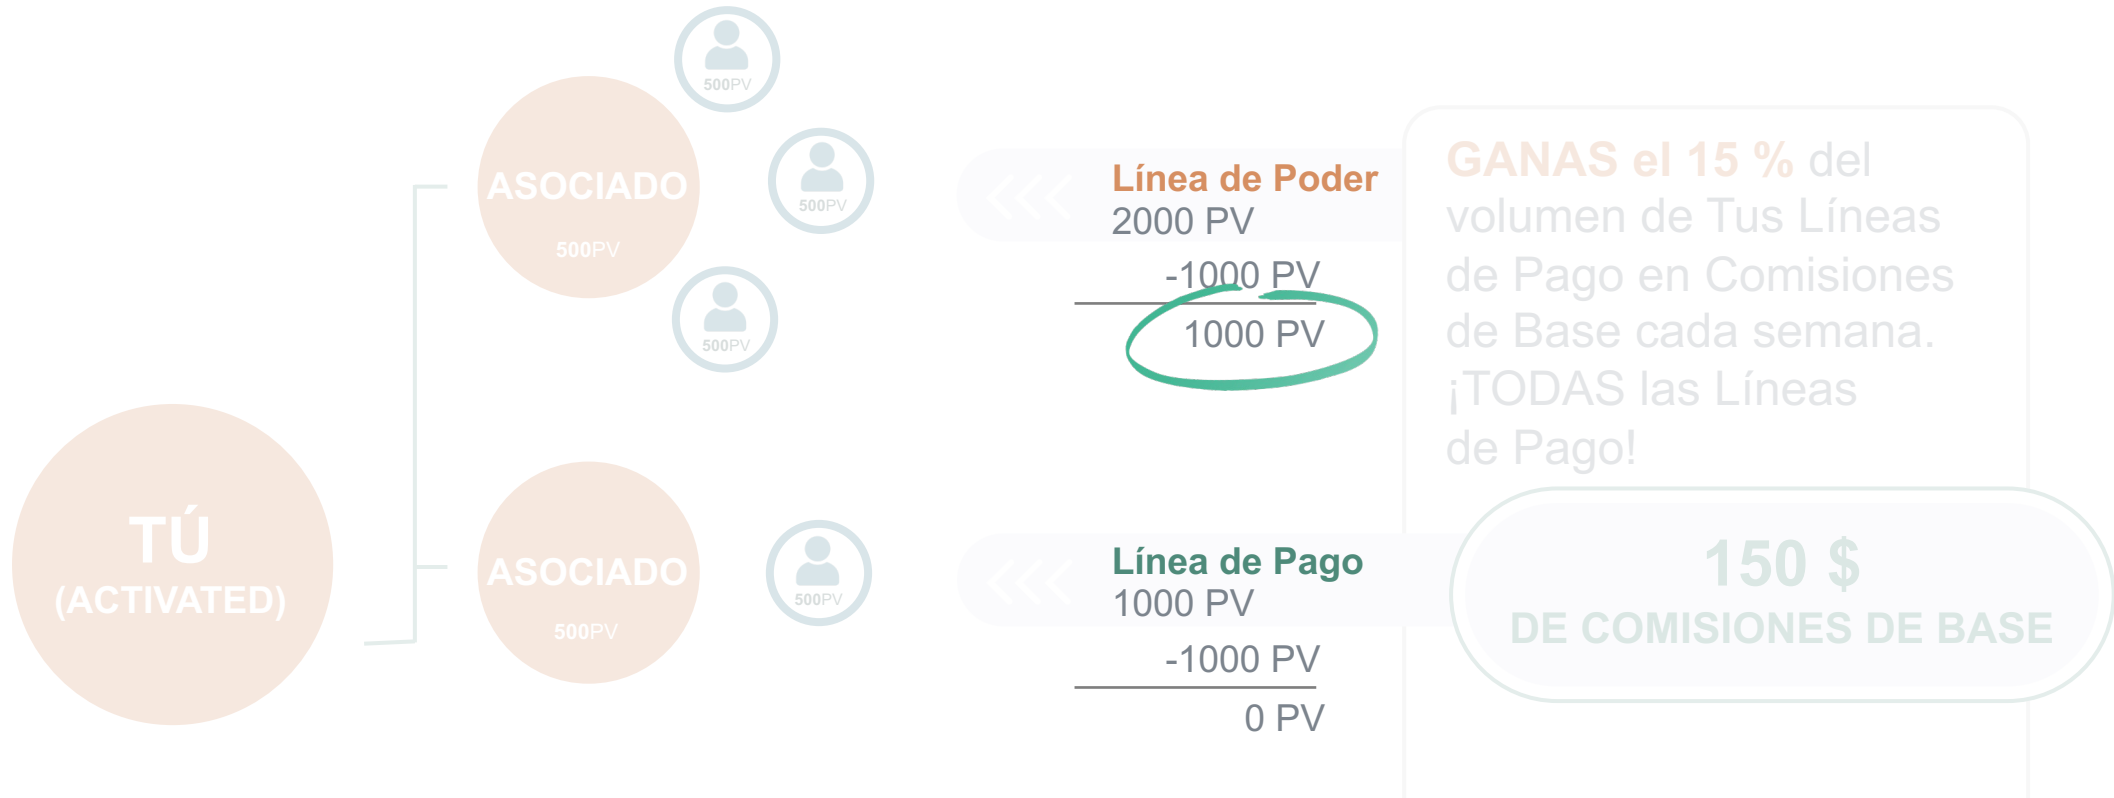 500PV
ASOCIADO
500PV
500PV
500PV
Línea de Poder
2000 PV
-1000 PV
1000 PV
GANAS el 15 % del
volumen de Tus Líneas
de Pago en Comisiones
de Base cada semana.
¡TODAS las Líneas
de Pago!
TÚ
(ACTIVATED)
ASOCIADO
500PV
500PV
Línea de Pago
1000 PV
-1000 PV
0 PV
150 $
DE COMISIONES DE BASE